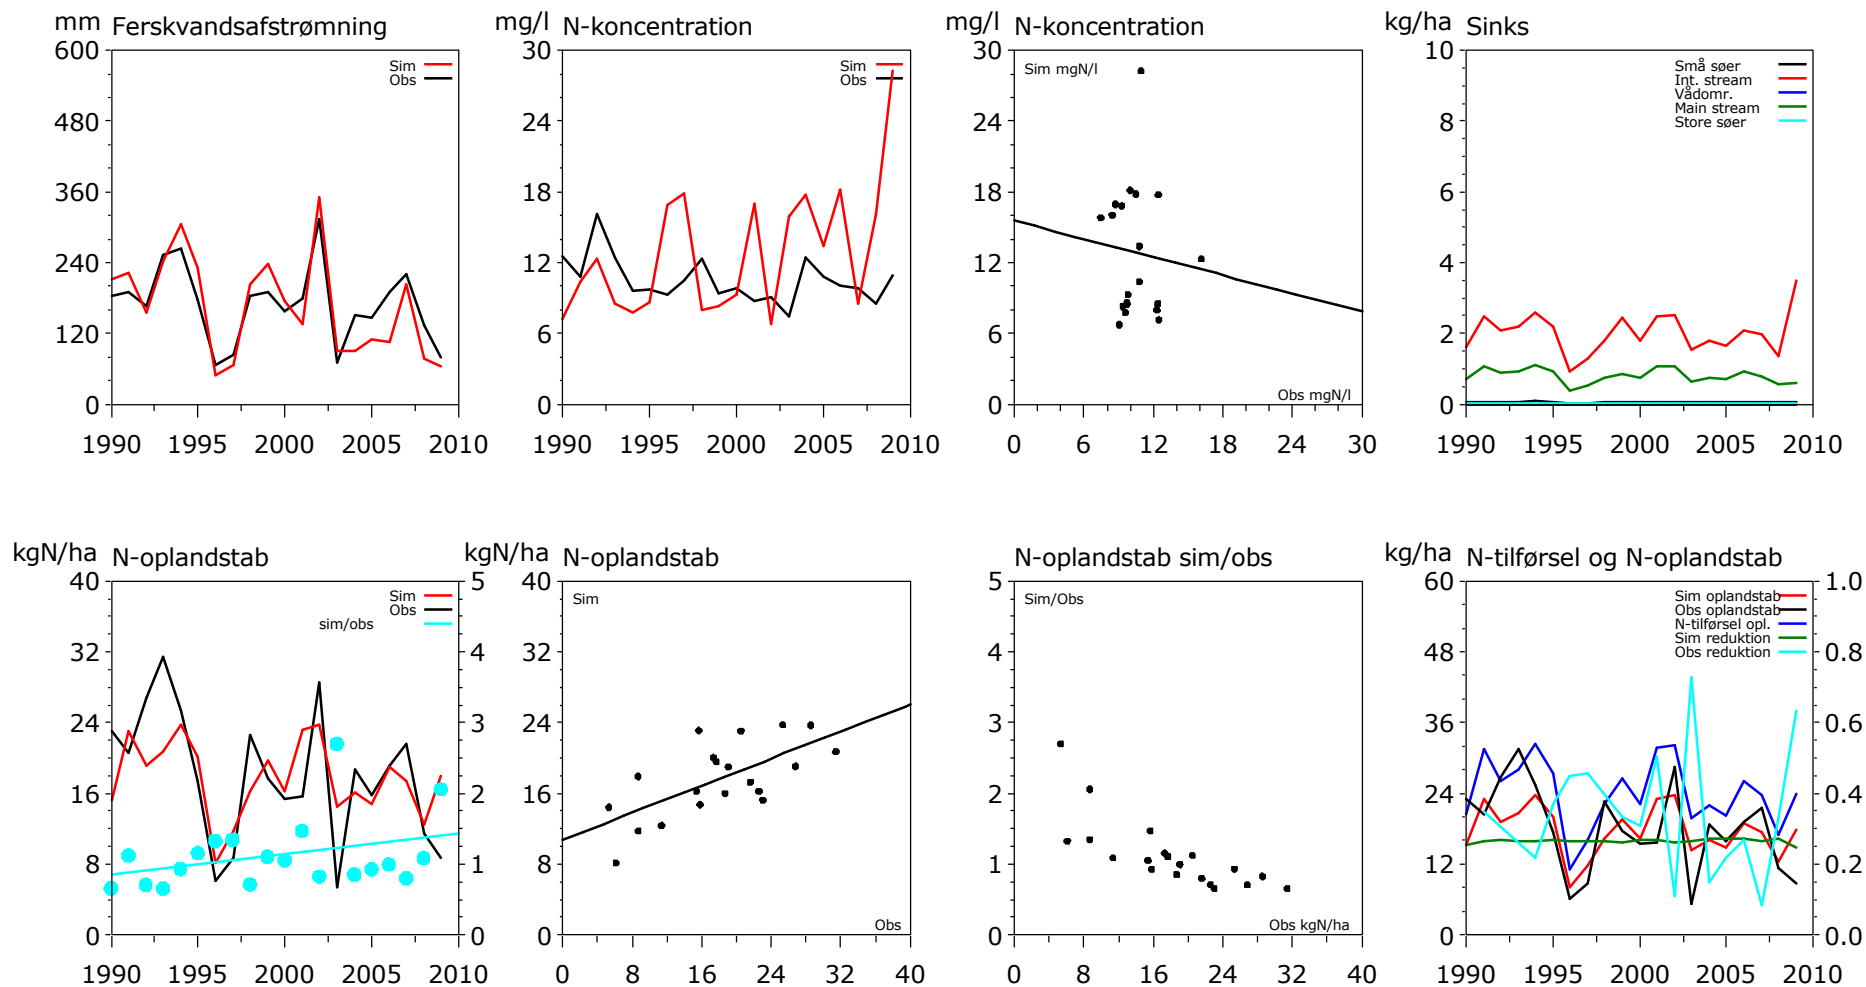 mm Ferskvandsafstrømning
600
480
360
240
120
0
Sim
Obs
1990 1995 2000 2005 2010
mg/l N-koncentration
30
24
18
12
6
0
Sim
Obs
1990 1995 2000 2005 2010
mg/l N-koncentration
30
24
18
12
6
0
Sim mgN/l
Obs mgN/l
0 6 12 18 24 30
kg/ha Sinks
10
8
6
4
2
0
Små søer
Int. stream
Vådomr.
Main stream
Store søer
1990 1995 2000 2005 2010
kgN/ha N-oplandstab
40
32
24
16
8
0
Sim
Obs
sim/obs
5
4
3
2
1
0
1990 1995 2000 2005 2010
kgN/ha N-oplandstab
Sim
Obs
0 8 16 24 32 40
N-oplandstab sim/obs
5
4
3
2
1
0
Sim/Obs
Obs kgN/ha
0 8 16 24 32 40
kg/ha N-tilførsel og N-oplandstab
60
48
36
24
12
0
Sim oplandstab
Obs oplandstab
N-tilførsel opl.
Sim reduktion
Obs reduktion
1.0
0.8
0.6
0.4
0.2
0.0
1990 1995 2000 2005 2010